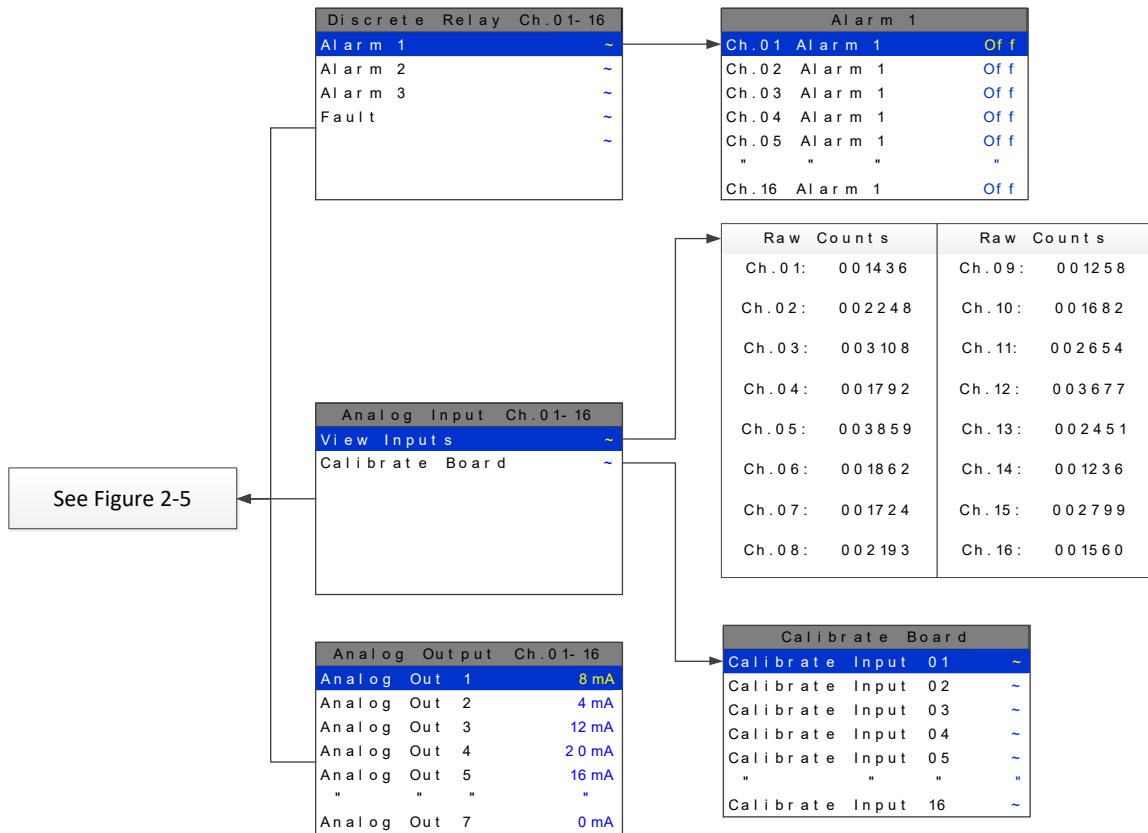 Discrete Relay Ch.01-16
Alarm 1 ~
Alarm 2 ~
Alarm 3 ~
Fault ~
~
Alarm 1
Ch.01 Alarm 1 Off
Ch.02 Alarm 1 Off
Ch.03 Alarm 1 Off
Ch.04 Alarm 1 Off
Ch.05 Alarm 1 Off
" " " "
Ch.16 Alarm 1 Off
Raw Counts Raw Counts
Ch.01: 001436 Ch.09: 001258
Ch.02: 002248 Ch.10: 001682
Ch.03: 003108 Ch.11: 002654
Ch.04: 001792 Ch.12: 003677
Ch.05: 003859 Ch.13: 002451
Ch.06: 001862 Ch.14: 001236
Ch.07: 001724 Ch.15: 002799
Ch.08: 002193 Ch.16: 001560
Analog Input Ch.01-16
View Inputs ~
Calibrate Board ~
See Figure 2-5
Analog Output Ch.01-16
Analog Out 1 8 mA
Analog Out 2 4 mA
Analog Out 3 12 mA
Analog Out 4 20 mA
Analog Out 5 16 mA
" " " "
Analog Out 7 0 mA
Calibrate Board
Calibrate Input 01 ~
Calibrate Input 02 ~
Calibrate Input 03 ~
Calibrate Input 04 ~
Calibrate Input 05 ~
" " " "
Calibrate Input 16 ~